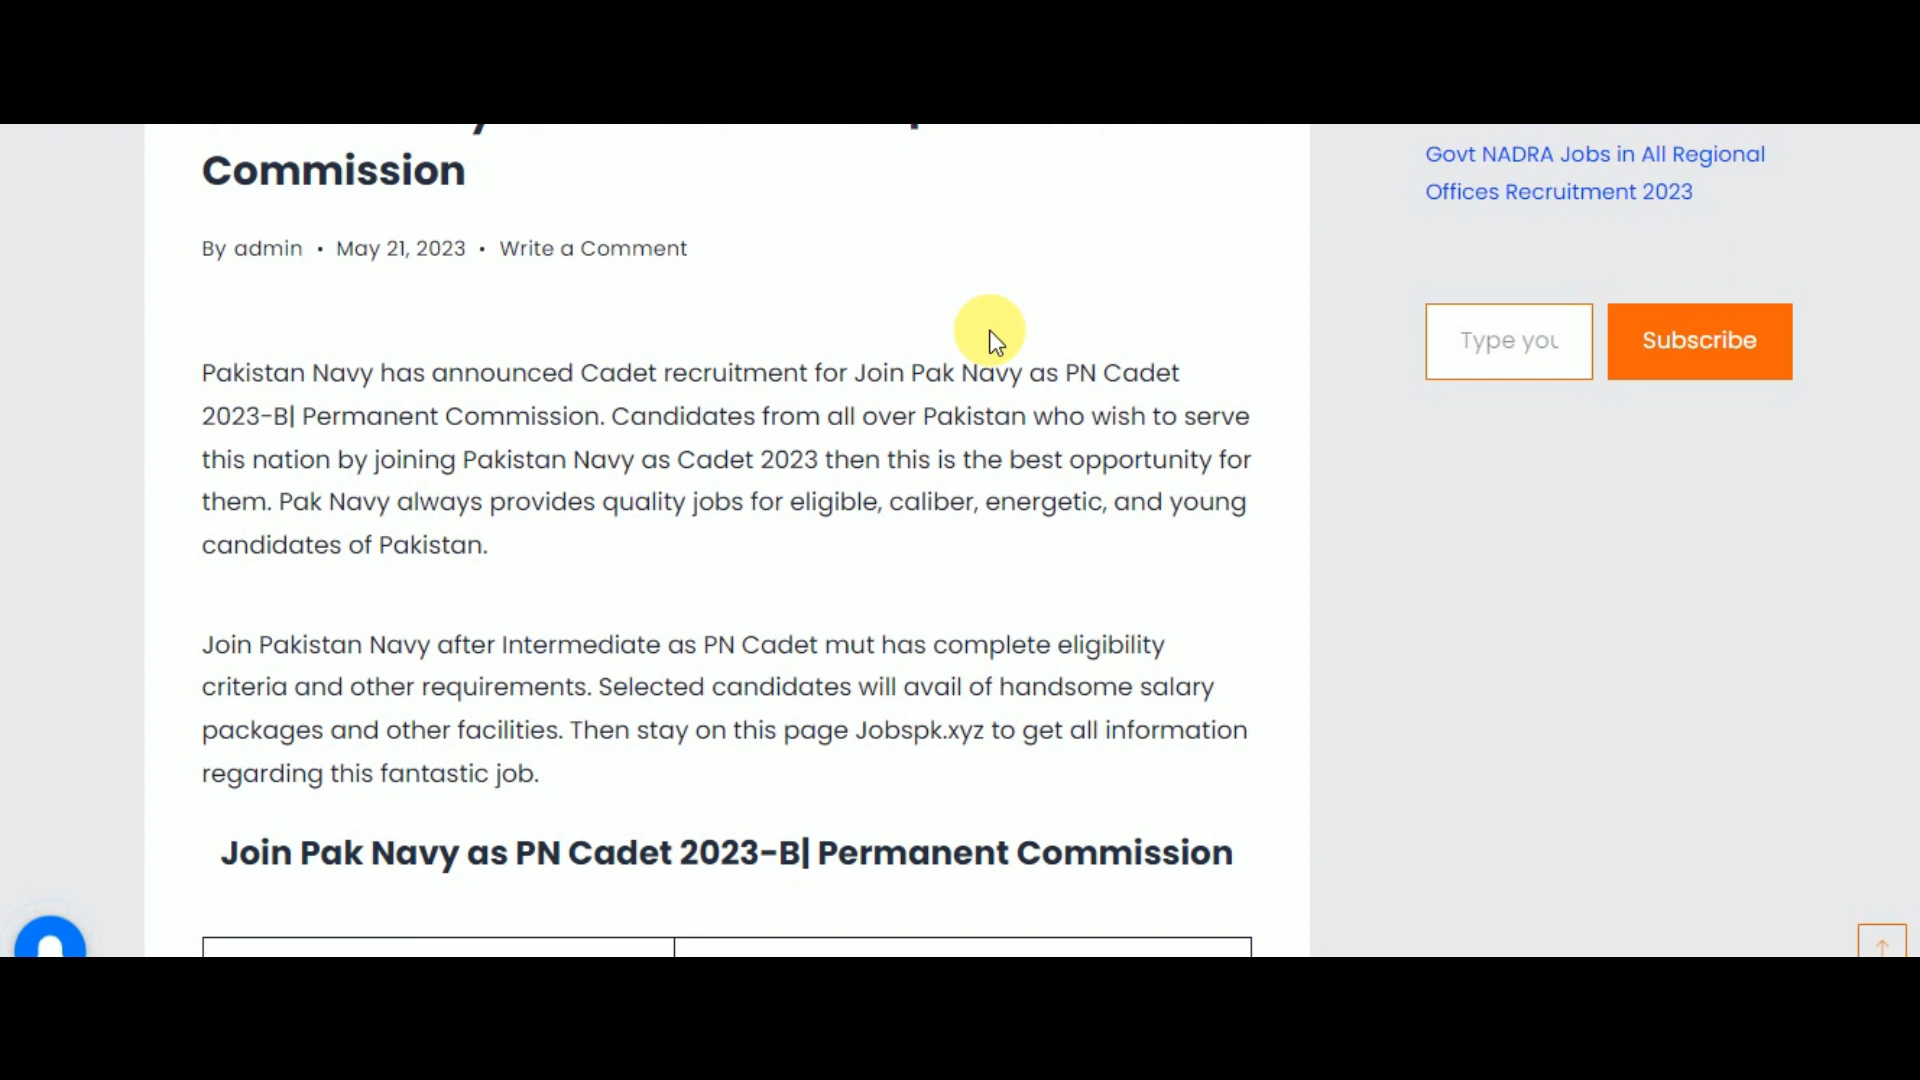 Commission
By admin • May 21, 2023 • Write a Comment
Pakistan Navy has announced Cadet recruitment for Join Pak Navy as PN Cadet
2023-B| Permanent Commission. Candidates from all over Pakistan who wish to serve
this nation by joining Pakistan Navy as Cadet 2023 then this is the best opportunity for
them. Pak Navy always provides quality jobs for eligible, caliber, energetic, and young
candidates of Pakistan.
Join Pakistan Navy after Intermediate as PN Cadet mut has complete eligibility
criteria and other requirements. Selected candidates will avail of handsome salary
packages and other facilities. Then stay on this page Jobspk.xyz to get all information
regarding this fantastic job.
Join Pak Navy as PN Cadet 2023-B| Permanent Commission
Govt NADRA Jobs in All Regional
Offices Recruitment 2023
Type you
Subscribe